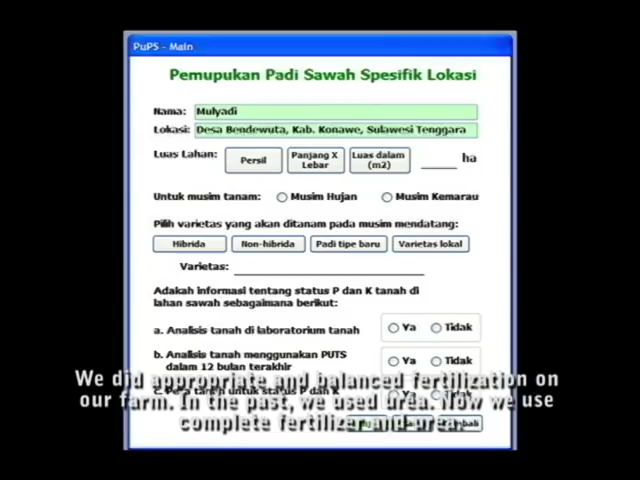 PuPS - Main
Pemupukan Padi Sawah Spesifik Lokasi
Nama: Mulyadi
Lokasi: Desa Bendewuta, Kab. Konawe, Sulawesi Tenggara
Luas Lahan: Persil Panjang X Lebar Luas dalam (m2) ha
Untuk musim tanam: Musim Hujan Musim Kemarau
Pilih varietas yang akan ditanam pada musim mendatang:
Hibrida Non-hibrida Padi tipe baru Varietas lokal
Varietas:
Adakah informasi tentang status P dan K tanah di
lahan sawah sebagaimana berikut:
a. Analisis tanah di laboratorium tanah Ya Tidak
b. Analisis tanah menggunakan PUTS
dalam 12 bulan terakhir Ya Tidak
c. Peta tanah untuk status P dan K
We did appropriate and balanced fertilization on
our farm. In the past, we used urea. Now we use
complete fertilizer and urea.